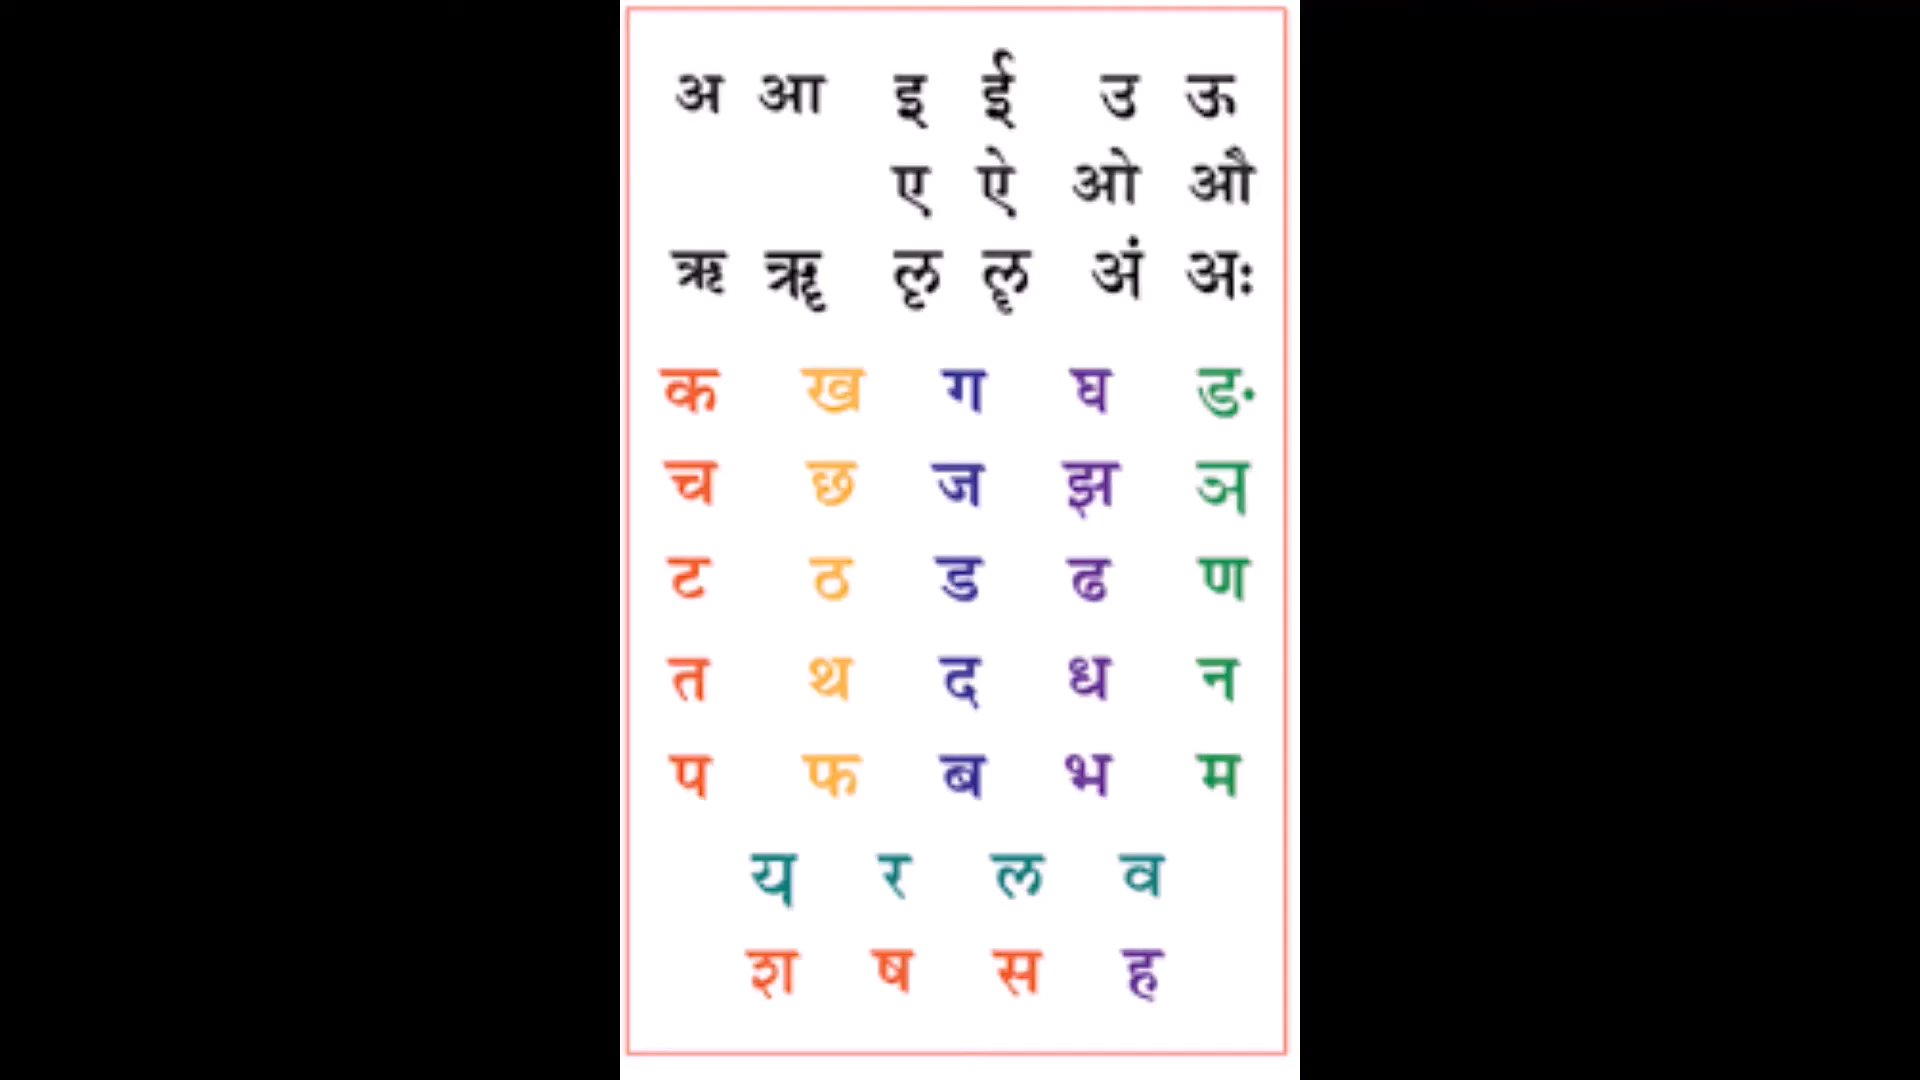 अ आ इ ई उ ऊ
ए ऐ ओ औ
ऋ ॠ ऌ ॡ अं अः
क ख ग घ ङ
च छ ज झ ञ
ट ठ ड ढ ण
त थ द ध न
प फ ब भ म
य र ल व
श ष स ह